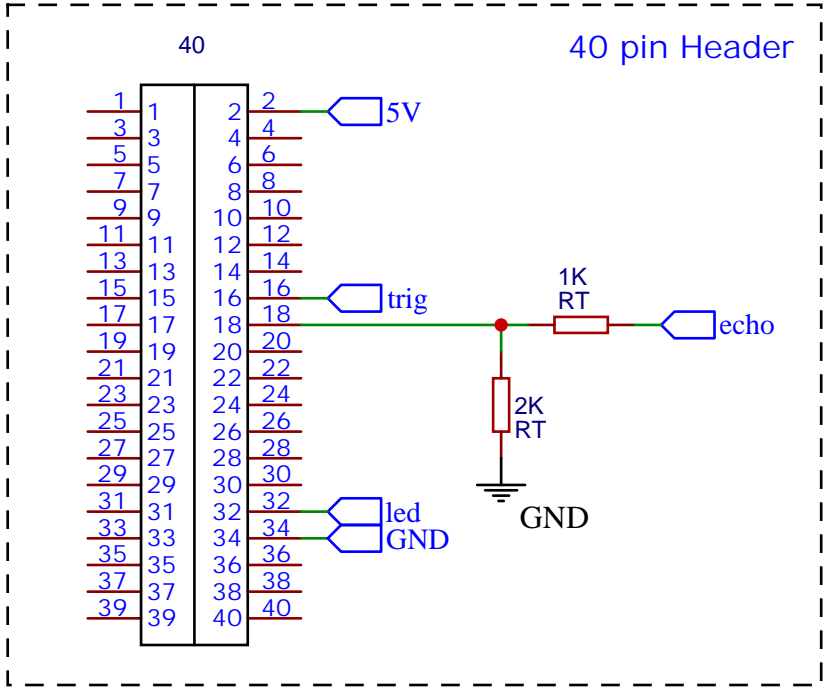 40
40 pin Header
1 1 2 2 5V
3 3 4 4
5 5 6 6
7 7 8 8
9 9 10 10
11 11 12 12
13 13 14 14
15 15 16 16 trig
1K
RT
17 17 18 18 echo
19 19 20 20
21 21 22 22
23 23 24 24
2K
RT
25 25 26 26
27 27 28 28
29 29 30 30
31 31 32 32 led
GND
33 33 34 34 GND
35 35 36 36
37 37 38 38
39 39 40 40